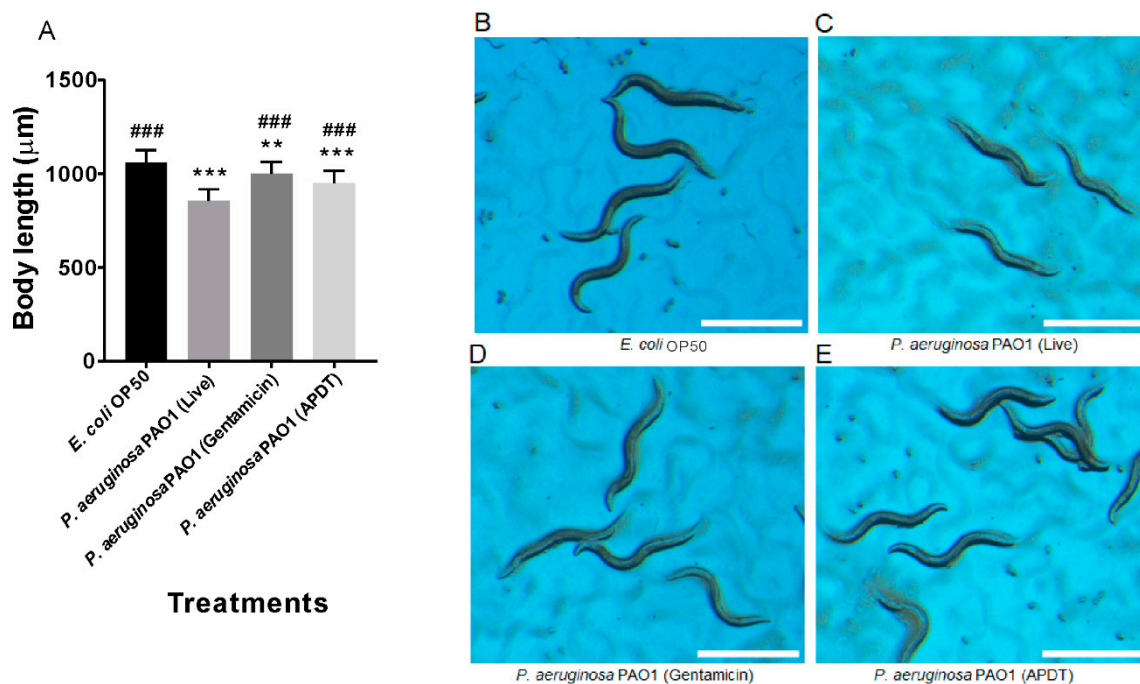 A
Body length (μm)
1500
1000
500
0
###
***
###
**
###
***
E. coli OP50
P. aeruginosa PAO1 (Live)
P. aeruginosa PAO1 (Gentamicin)
P. aeruginosa PAO1 (APDT)
Treatments
B
E. coli OP50
C
P. aeruginosa PAO1 (Live)
D
P. aeruginosa PAO1 (Gentamicin)
E
P. aeruginosa PAO1 (APDT)